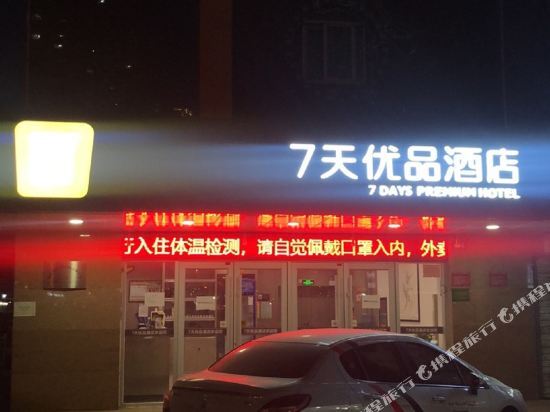 7天优品酒店
7 DAYS PREMIUM HOTEL
行入住体温检测，请自觉佩戴口罩入内，外卖
携程旅行
携程旅行